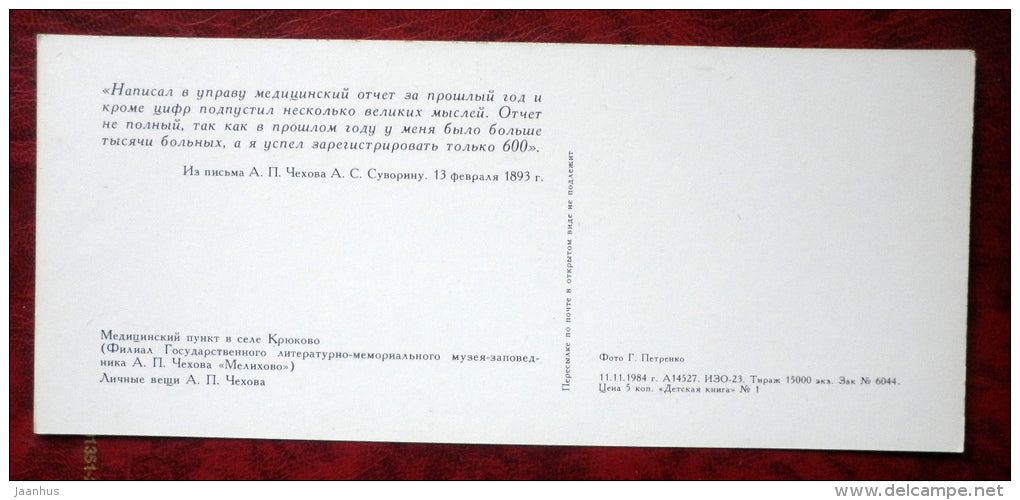 «Написал в управу медицинский отчет за прошлый год и
кроме цифр подпустил несколько великих мыслей. Отчет
не полный, так как в прошлом году у меня было больше
тысячи больных, а я успел зарегистрировать только 600».
Из письма А. П. Чехова А. С. Суворину. 13 февраля 1893 г.
Медицинский пункт в селе Крюково
(Филиал Государственного литературно-мемориального музея-заповед-
ника А. П. Чехова «Мелихово»)
Личные вещи А. П. Чехова
Пересылке по почте в открытом виде не подлежит
Фото Г. Петренко
11.11.1984 г. А14527. ИЗО-23. Тираж 15000 экз. Зак № 6044.
Цена 5 коп. «Детская книга» № 1
jaanhus
delcampe.net